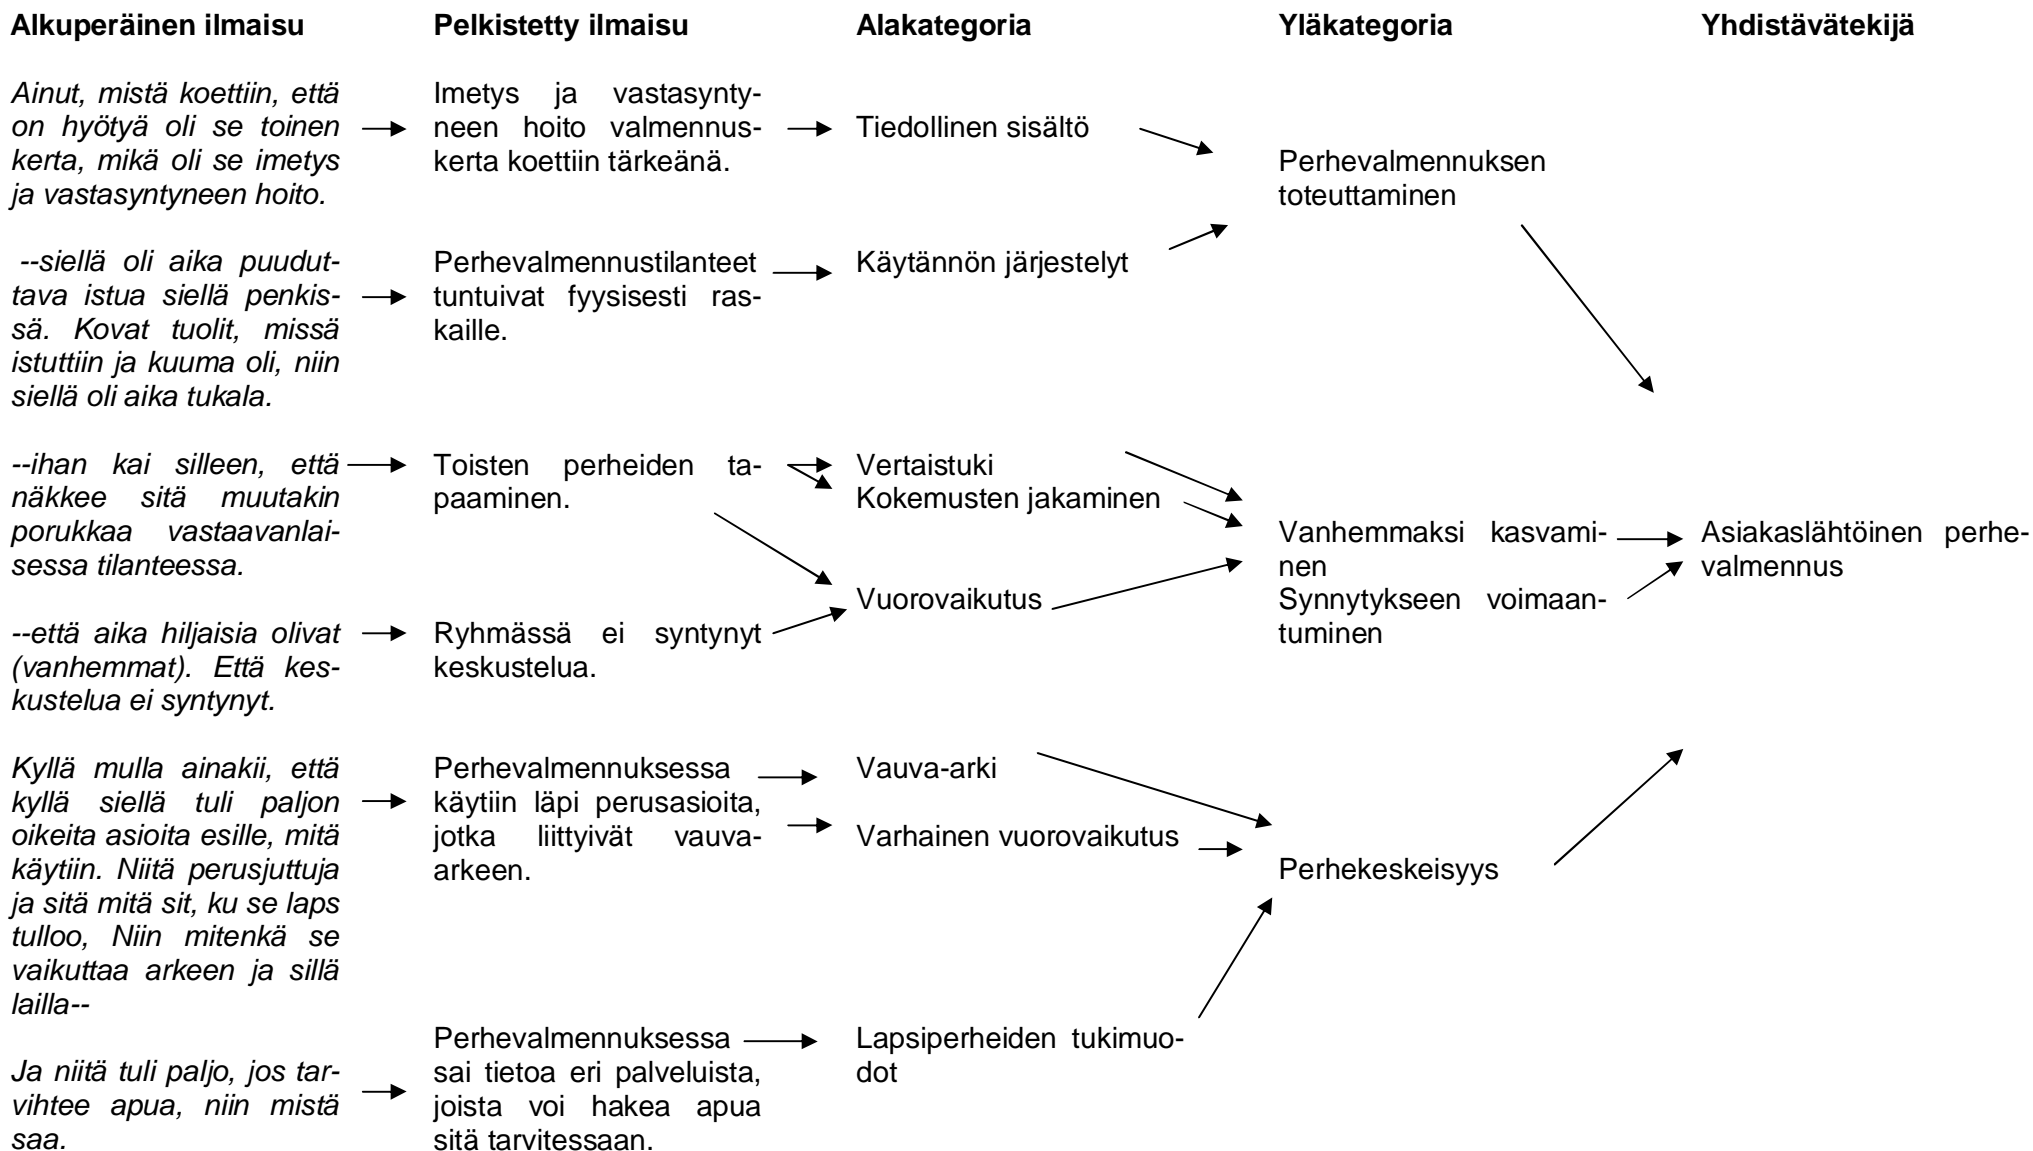 Alkuperäinen ilmaisu
Pelkistetty ilmaisu
Alakategoria
Yläkategoria
Yhdistävätekijä
Ainut, mistä koettiin, että
on hyötyä oli se toinen
kerta, mikä oli se imetys
ja vastasyntyneen hoito.
Imetys ja vastasynty-
neen hoito valmennus-
kerta koettiin tärkeänä.
Tiedollinen sisältö
Perhevalmennuksen
toteuttaminen
--siellä oli aika puudut-
tava istua siellä penkis-
sä. Kovat tuolit, missä
istuttiin ja kuuma oli, niin
siellä oli aika tukala.
Perhevalmennustilanteet
tuntuivat fyysisesti ras-
kaille.
Käytännön järjestelyt
--ihan kai silleen, että
näkkee sitä muutakin
porukkaa vastaavanlai-
sessa tilanteessa.
Toisten perheiden ta-
paaminen.
Vertaistuki
Kokemusten jakaminen
Vuorovaikutus
Vanhemmaksi kasvami-
nen
Synnytykseen voimaan-
tuminen
Asiakaslähtöinen perhe-
valmennus
--että aika hiljaisia olivat
(vanhemmat). Että kes-
kustelua ei syntynyt.
Ryhmässä ei syntynyt
keskustelua.
Kyllä mulla ainakii, että
kyllä siellä tuli paljon
oikeita asioita esille, mitä
käytiin. Niitä perusjuttuja
ja sitä mitä sit, ku se laps
tulloo, Niin mitenkä se
vaikuttaa arkeen ja sillä
lailla--
Perhevalmennuksessa
käytiin läpi perusasioita,
jotka liittyivät vauva-
arkeen.
Vauva-arki
Varhainen vuorovaikutus
Perhekeskeisyys
Ja niitä tuli paljo, jos tar-
vihtee apua, niin mistä
saa.
Perhevalmennuksessa
sai tietoa eri palveluista,
joista voi hakea apua
sitä tarvitessaan.
Lapsiperheiden tukimuo-
dot